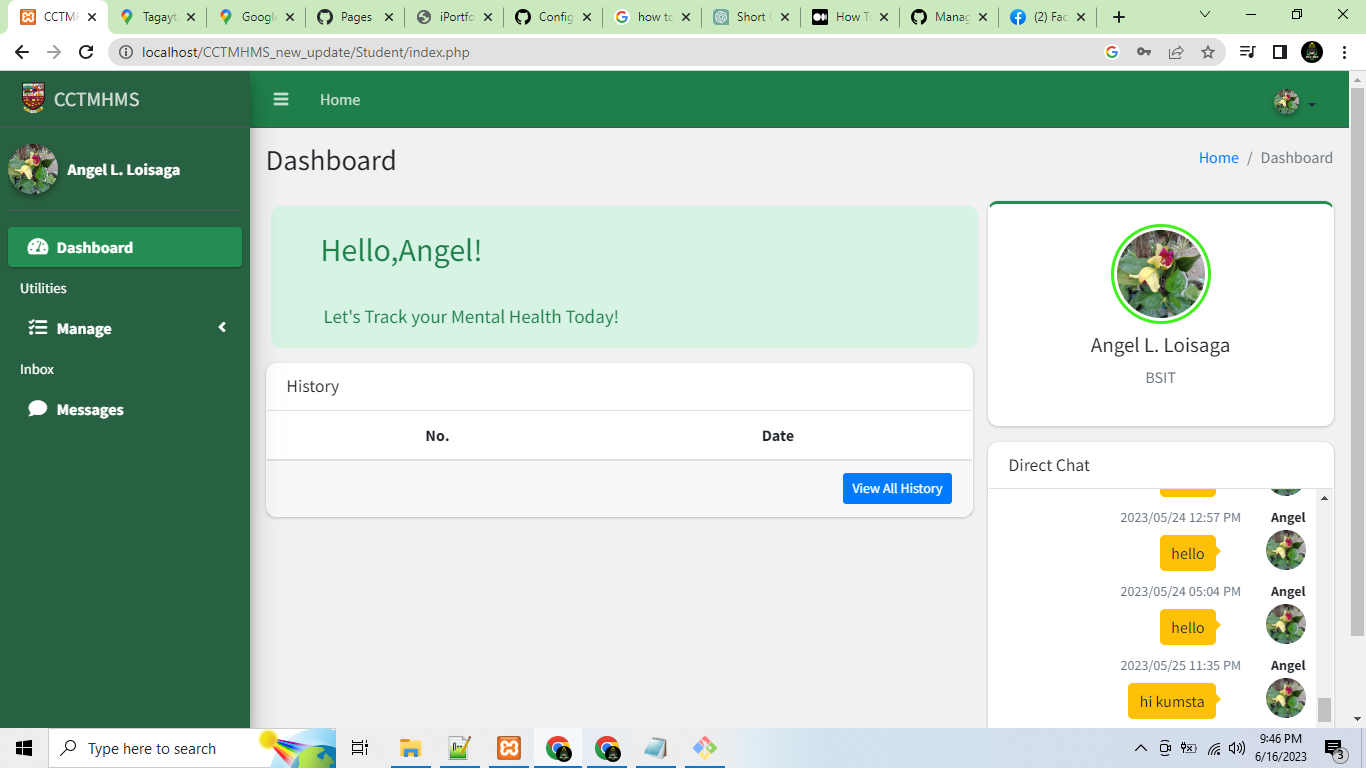 CCTMH
Tagayt
Google
Pages
iPortfo
Config
how to
Short
How T
Manag
(2) Fac
localhost/CCTMHMS_new_update/Student/index.php
CCTMHMS
Home
Angel L. Loisaga
Dashboard
Home / Dashboard
Dashboard
Utilities
Manage
Inbox
Messages
Hello,Angel!
Let's Track your Mental Health Today!
History
No. Date
View All History
Angel L. Loisaga
BSIT
Direct Chat
2023/05/24 12:57 PM Angel
hello
2023/05/24 05:04 PM Angel
hello
2023/05/25 11:35 PM Angel
hi kumsta
Type here to search
9:46 PM
6/16/2023
3